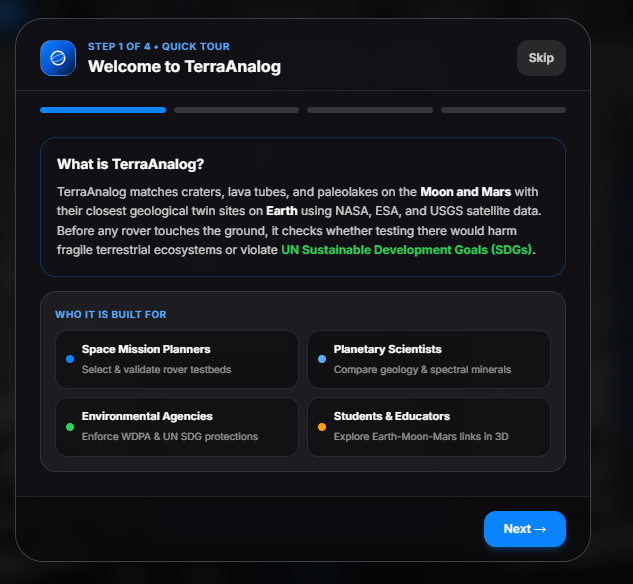 STEP 1 OF 4 • QUICK TOUR
Welcome to TerraAnalog
Skip
What is TerraAnalog?
TerraAnalog matches craters, lava tubes, and paleolakes on the Moon and Mars with
their closest geological twin sites on Earth using NASA, ESA, and USGS satellite data.
Before any rover touches the ground, it checks whether testing there would harm
fragile terrestrial ecosystems or violate UN Sustainable Development Goals (SDGs).
WHO IT IS BUILT FOR
Space Mission Planners
Select & validate rover testbeds
Planetary Scientists
Compare geology & spectral minerals
Environmental Agencies
Enforce WDPA & UN SDG protections
Students & Educators
Explore Earth-Moon-Mars links in 3D
Next →